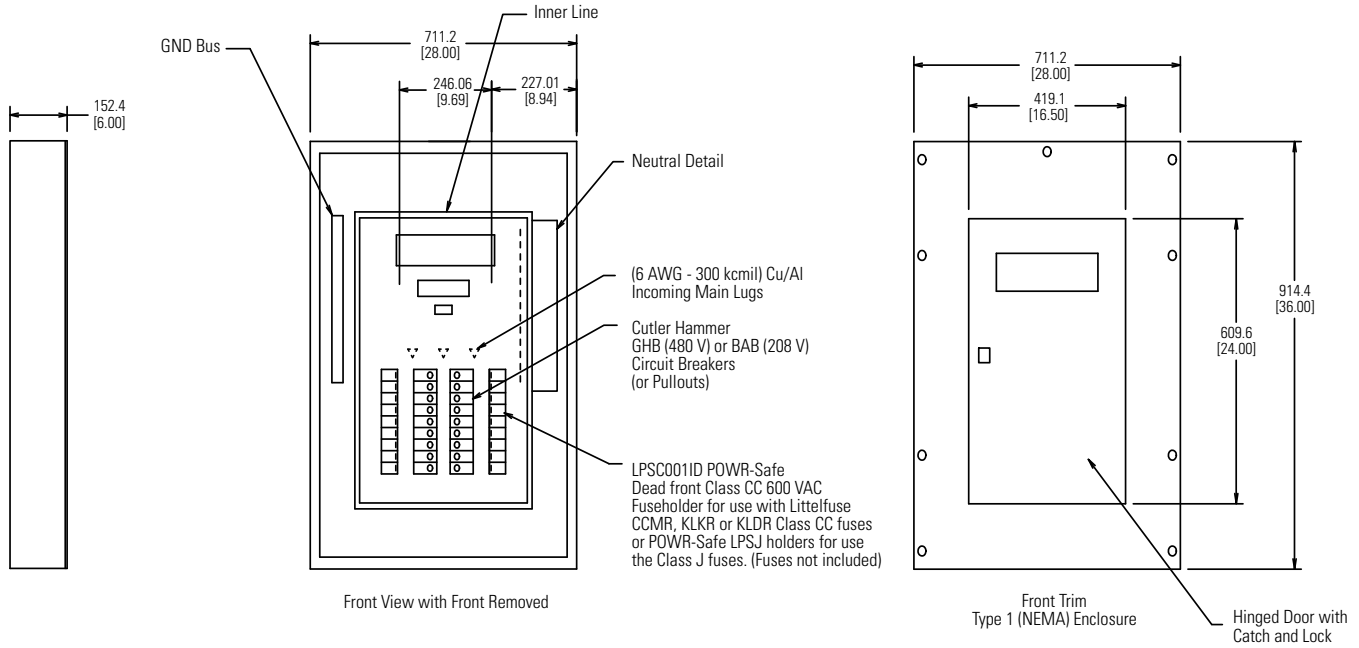 152.4
[6.00]
GND Bus
Inner Line
711.2
[28.00]
246.06
[9.69]
227.01
[8.94]
Neutral Detail
(6 AWG - 300 kcmil) Cu/Al
Incoming Main Lugs
Cutler Hammer
GHB (480 V) or BAB (208 V)
Circuit Breakers
(or Pullouts)
LPSC001ID POWR-Safe
Dead front Class CC 600 VAC
Fuseholder for use with Littelfuse
CCMR, KLKR or KLDR Class CC fuses
or POWR-Safe LPSJ holders for use
the Class J fuses. (Fuses not included)
Front View with Front Removed
711.2
[28.00]
419.1
[16.50]
914.4
[36.00]
609.6
[24.00]
Front Trim
Type 1 (NEMA) Enclosure
Hinged Door with
Catch and Lock